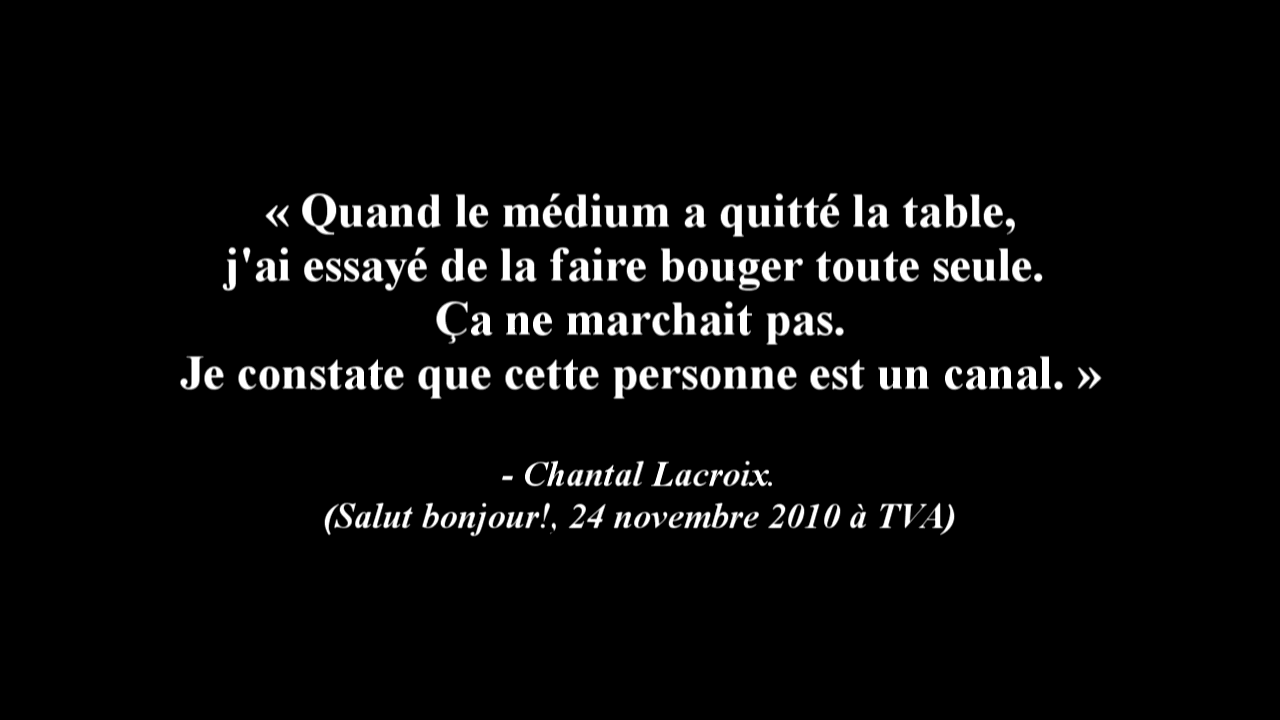 « Quand le médium a quitté la table,
j'ai essayé de la faire bouger toute seule.
Ça ne marchait pas.
Je constate que cette personne est un canal. »
- Chantal Lacroix.
(Salut bonjour!, 24 novembre 2010 à TVA)